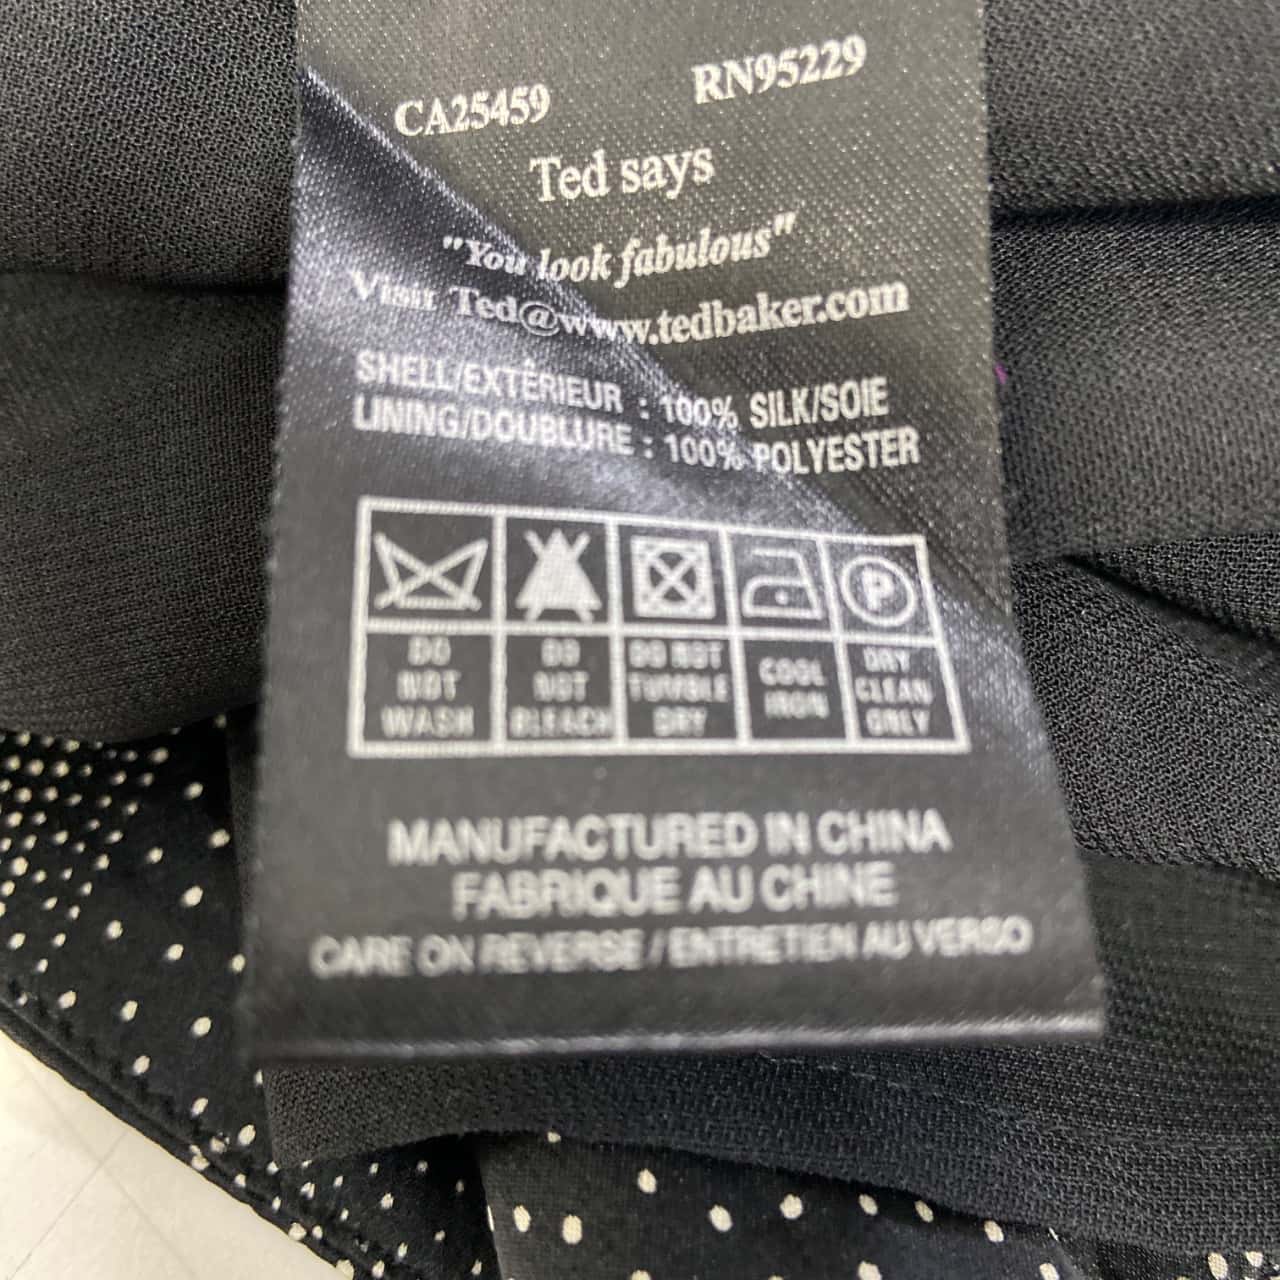 CA25459 RN95229
Ted says
"You look fabulous"
Visit Ted@www.tedbaker.com
SHELL/EXTÉRIEUR : 100% SILK/SOIE
LINING/DOUBLURE : 100% POLYESTER
P
DO NOT WASH
DO NOT BLEACH
DO NOT TUMBLE DRY
COOL IRON
DRY CLEAN ONLY
MANUFACTURED IN CHINA
FABRIQUE AU CHINE
CARE ON REVERSE / ENTRETIEN AU VERSO